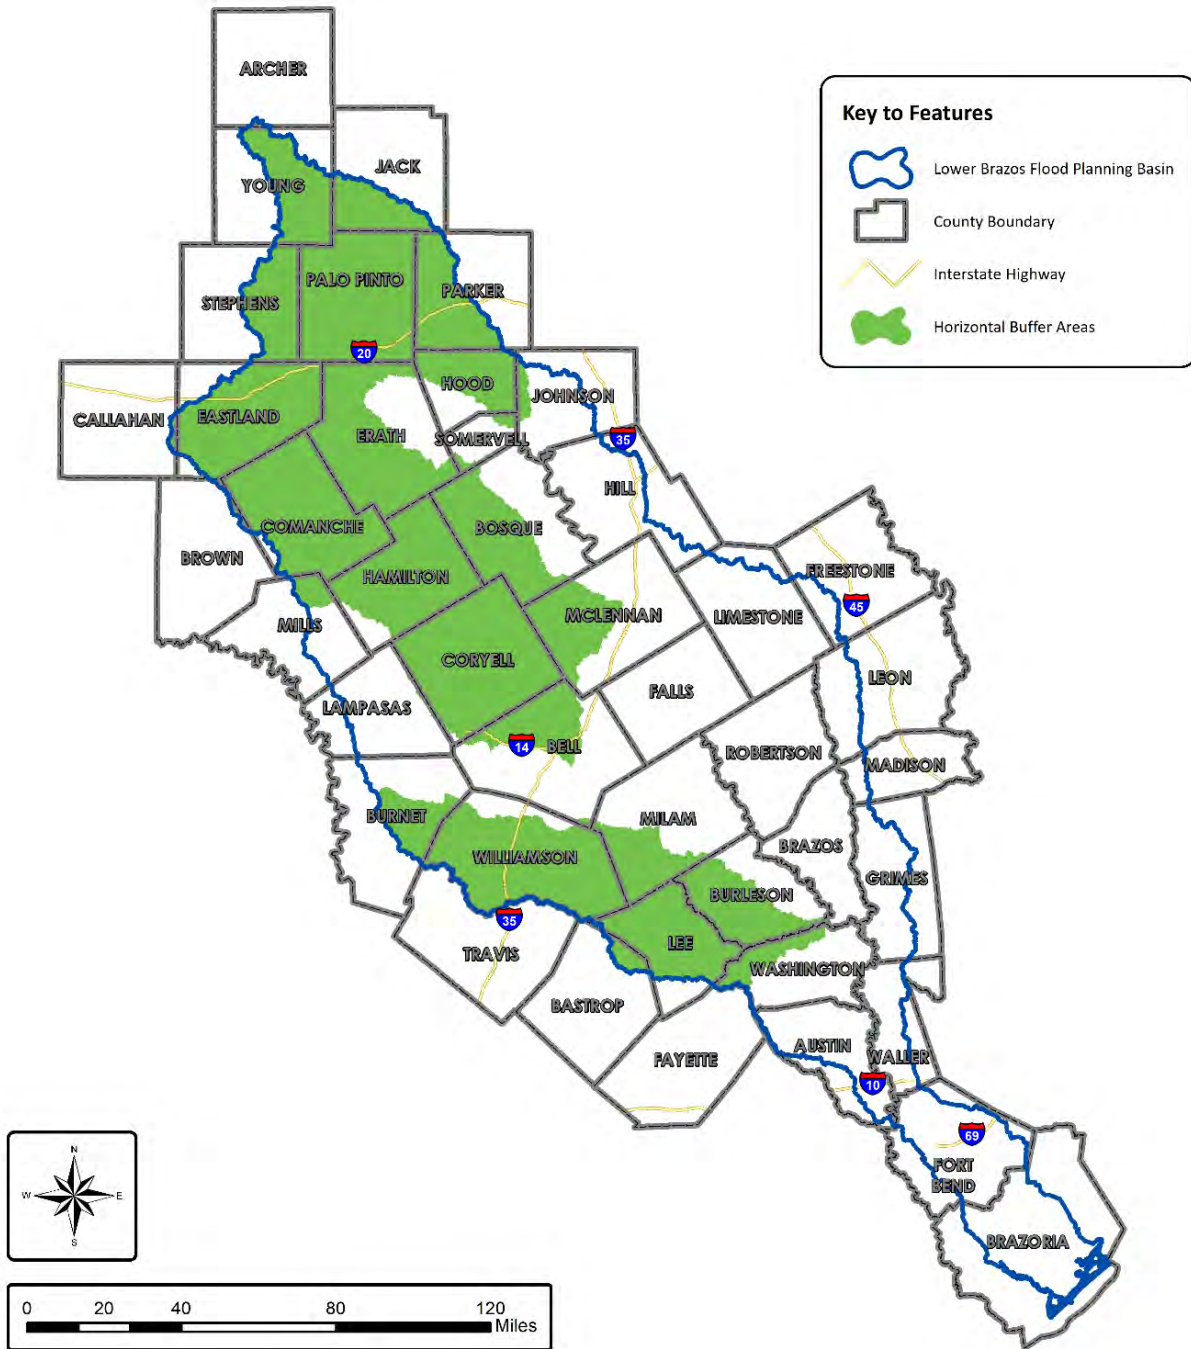 ARCHER
Key to Features
Lower Brazos Flood Planning Basin
County Boundary
Interstate Highway
Horizontal Buffer Areas
JACK
YOUNG
PALO PINTO
PARKER
STEPHENS
20
HOOD
JOHNSON
CALLAHAN
EASTLAND
ERATH
SOMERVELL
35
HILL
COMANCHE
BOSQUE
BROWN
HAMILTON
FREESTONE
45
MILLS
MCLENNAN
LIMESTONE
CORYELL
LEON
FALLS
LAMPASAS
14
BELL
ROBERTSON
MADISON
BURNET
MILAM
BRAZOS
WILLIAMSON
GRIMES
BURLESON
35
TRAVIS
LEE
WASHINGTON
BASTROP
AUSTIN
WALLER
FAYETTE
10
69
FORT
BEND
BRAZORIA
N
W
E
S
0 20 40 80 120
Miles